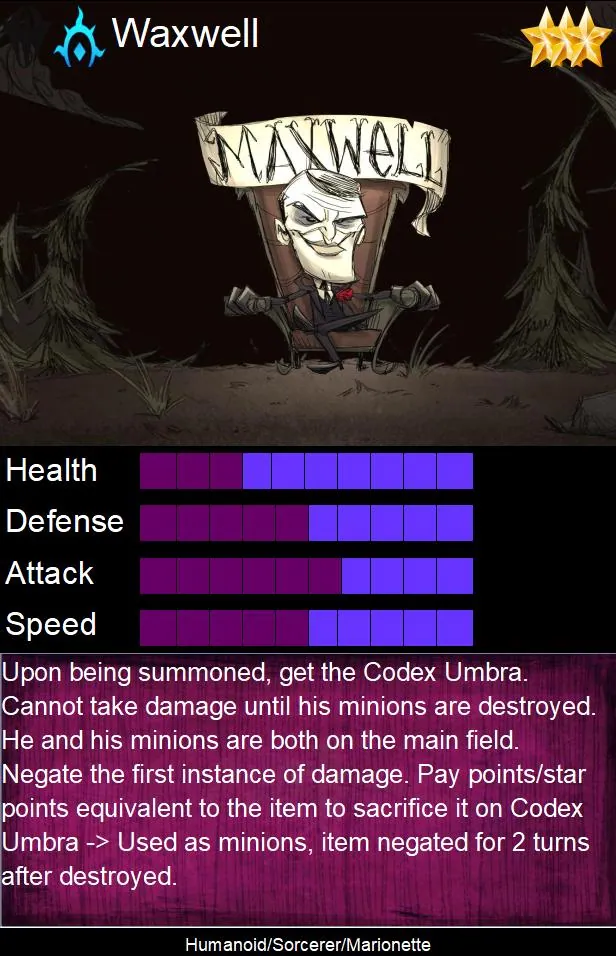 Waxwell
MAXWELL
Health
Defense
Attack
Speed
Upon being summoned, get the Codex Umbra.
Cannot take damage until his minions are destroyed.
He and his minions are both on the main field.
Negate the first instance of damage. Pay points/star
points equivalent to the item to sacrifice it on Codex
Umbra -> Used as minions, item negated for 2 turns
after destroyed.
Humanoid/Sorcerer/Marionette